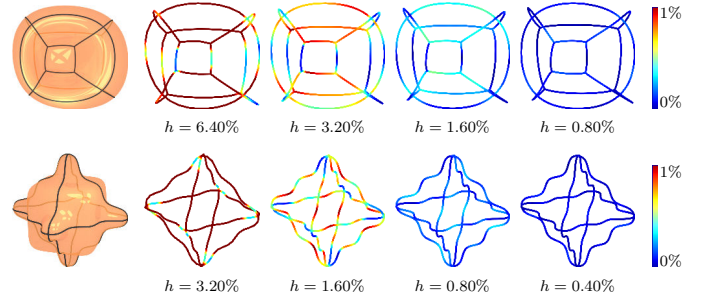 1%
0%
h = 6.40% h = 3.20% h = 1.60% h = 0.80%
1%
0%
h = 3.20% h = 1.60% h = 0.80% h = 0.40%